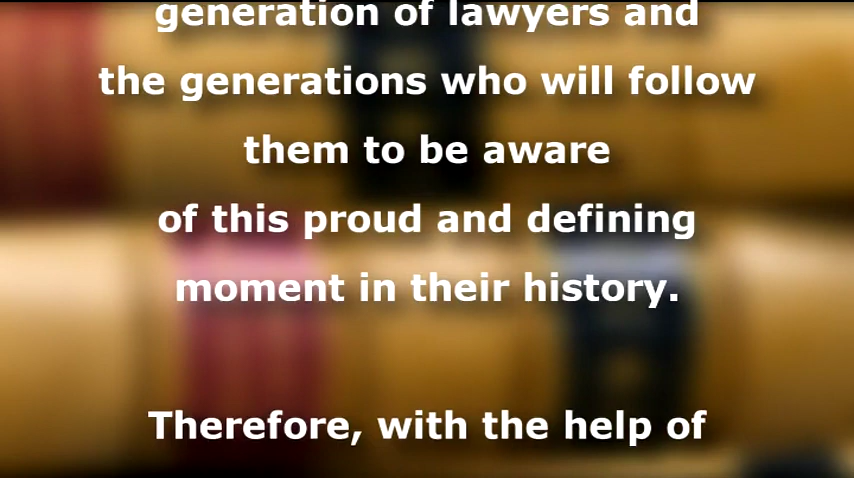 generation of lawyers and
the generations who will follow
them to be aware
of this proud and defining
moment in their history.
Therefore, with the help of